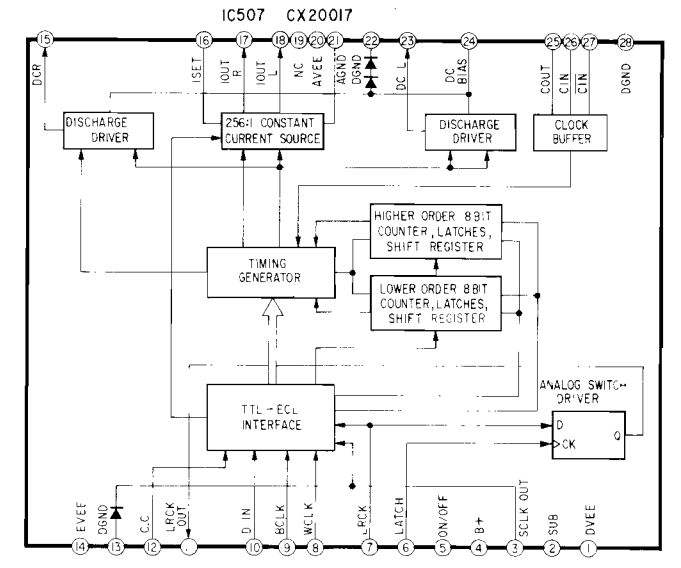 IC507 CX20017
15 16 17 18 19 20 21 22 23 24 25 26 27 28
DCR
ISET
IOUT R
IOUT L
NC
AVEE
AGND
DGND
DC L
DC BIAS
COUT
CIN
CIN
DGND
DISCHARGE
DRIVER
256:1 CONSTANT
CURRENT SOURCE
DISCHARGE
DRIVER
CLOCK
BUFFER
HIGHER ORDER 8BIT
COUNTER, LATCHES,
SHIFT REGISTER
TIMING
GENERATOR
LOWER ORDER 8BIT
COUNTER, LATCHES,
SHIFT REGISTER
TTL-ECL
INTERFACE
ANALOG SWITCH
DRIVER
D
Q
CK
EVEE
DGND
C.C
LRCK OUT
D IN
BCLK
WCLK
LRCK
LATCH
ON/OFF
B+
SCLK OUT
SUB
DVEE
14 13 12 10 9 8 7 6 5 4 3 2 1